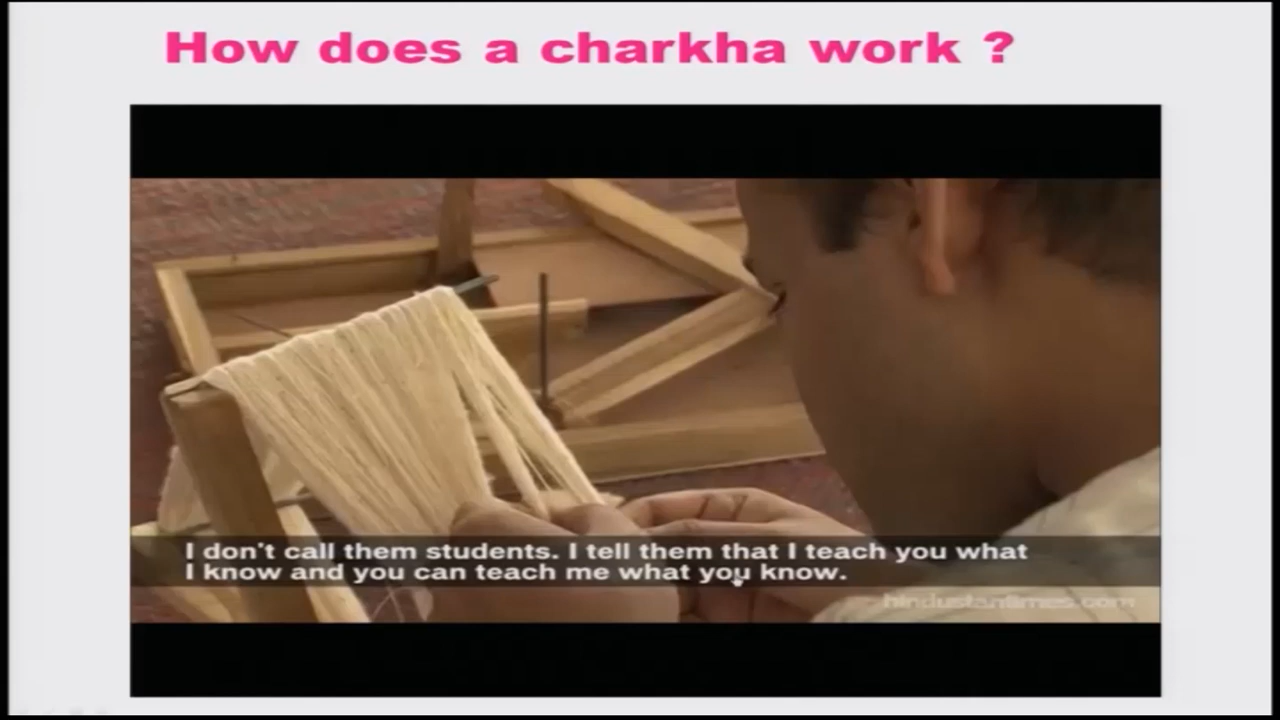 How does a charkha work ?
I don't call them students. I tell them that I teach you what
I know and you can teach me what you know.
hindustantimes.com